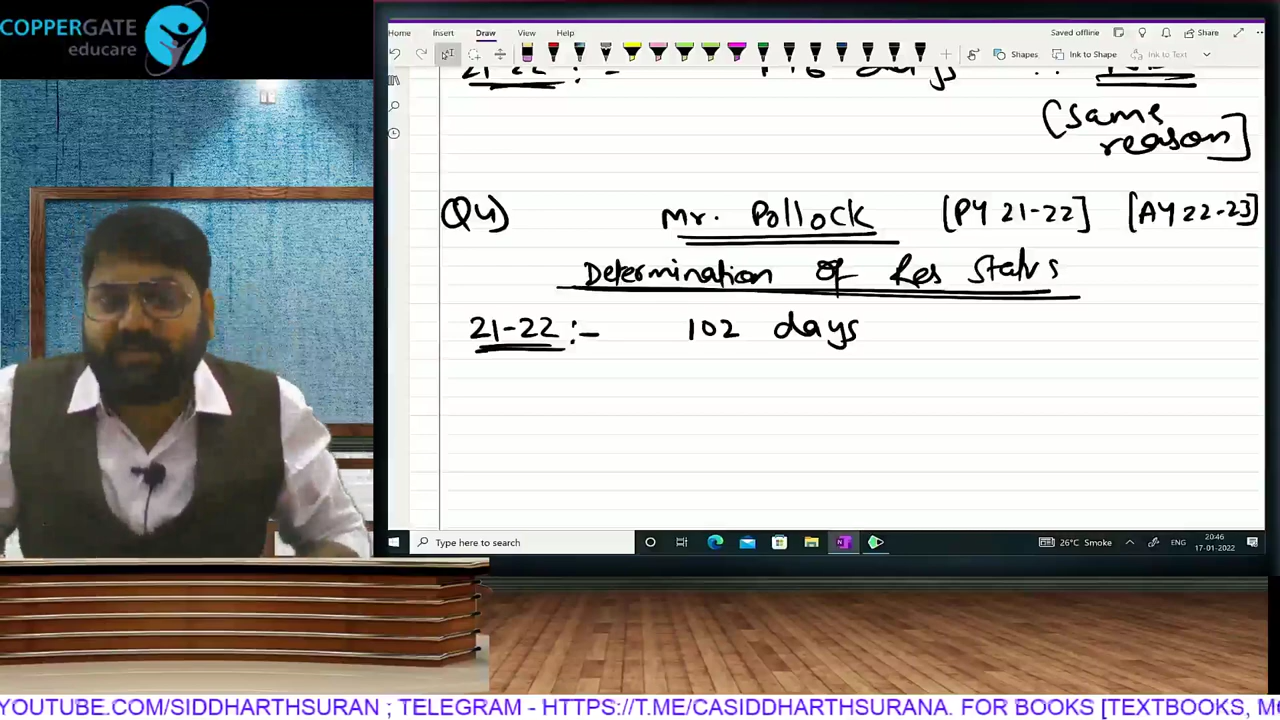 COPPERGATE
educare
Home Insert Draw View Help
Saved offline
Share
Shapes
Ink to Shape
Ink to Text
21-22 :- days ..
[same
reason]
Q4) Mr. Pollock [PY 21-22] [AY 22-23]
Determination of Res Status
21-22 :- 102 days
Type here to search
26°C Smoke
ENG
20:46
17-01-2022
YOUTUBE.COM/SIDDHARTHSURAN ; TELEGRAM - HTTPS://T.ME/CASIDDHARTHSURANA. FOR BOOKS [TEXTBOOKS, M